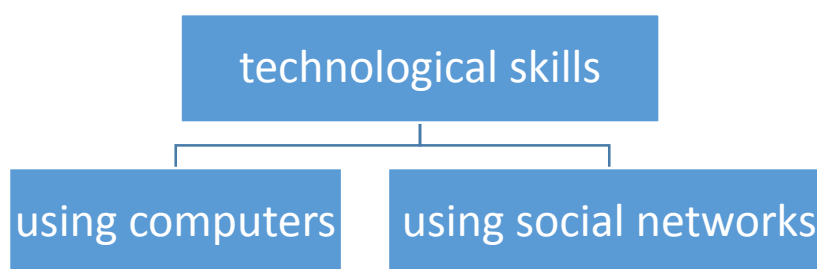 technological skills
using computers
using social networks